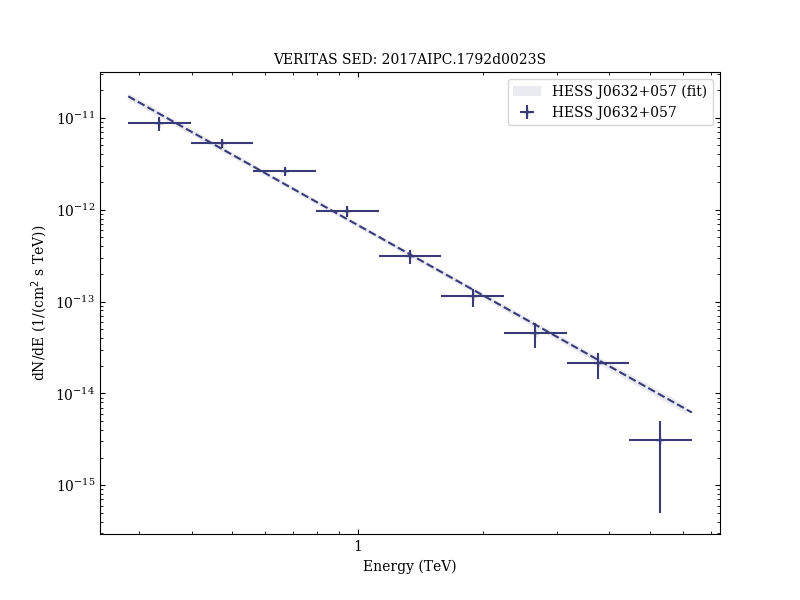 VERITAS SED: 2017AIPC.1792d0023S
HESS J0632+057 (fit)
HESS J0632+057
dN/dE (1/(cm² s TeV))
10⁻¹¹
10⁻¹²
10⁻¹³
10⁻¹⁴
10⁻¹⁵
1
Energy (TeV)